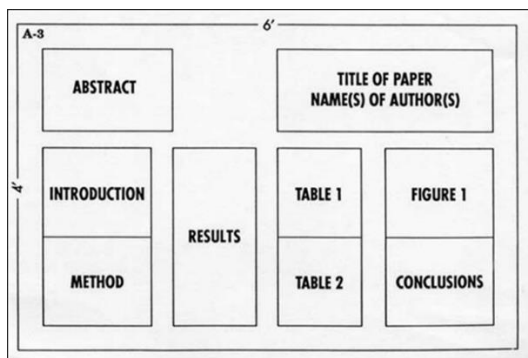 6'
A-3
ABSTRACT
TITLE OF PAPER
NAME(S) OF AUTHOR(S)
4'
INTRODUCTION
RESULTS
TABLE 1
FIGURE 1
METHOD
TABLE 2
CONCLUSIONS